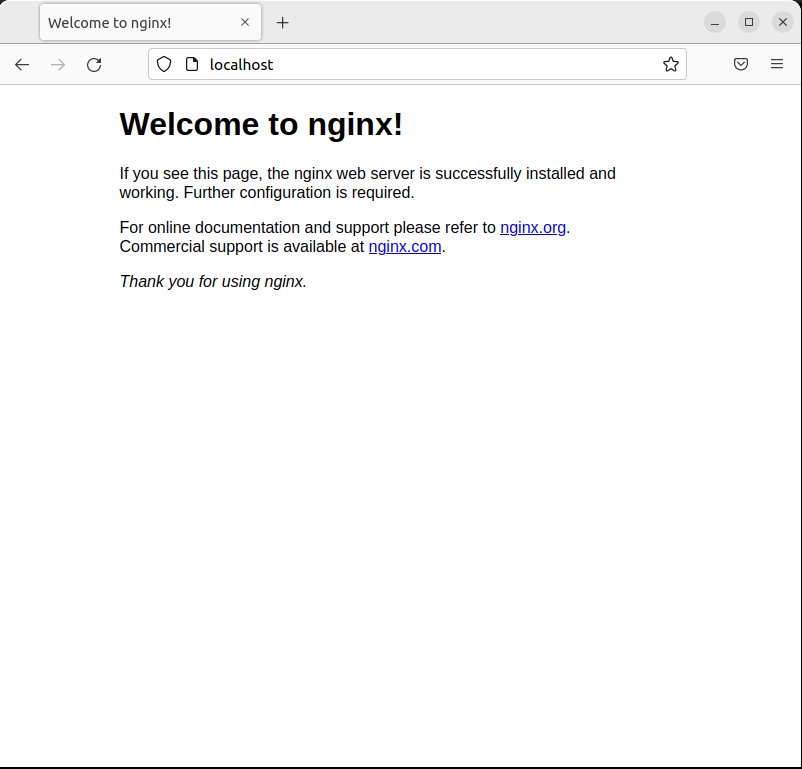 Welcome to nginx!
localhost
Welcome to nginx!
If you see this page, the nginx web server is successfully installed and
working. Further configuration is required.
For online documentation and support please refer to nginx.org.
Commercial support is available at nginx.com.
Thank you for using nginx.